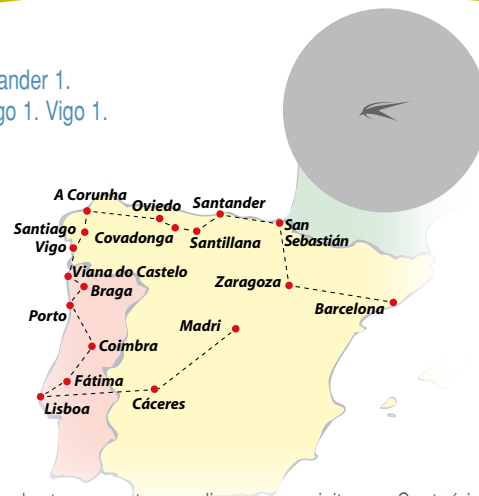 ander 1.
go 1. Vigo 1.
A Corunha
Oviedo
Santander
San
Sebastián
Santiago
Covadonga
Santillana
Vigo
Viana do Castelo
Braga
Zaragoza
Barcelona
Porto
Madri
Coimbra
Fátima
Cáceres
Lisboa